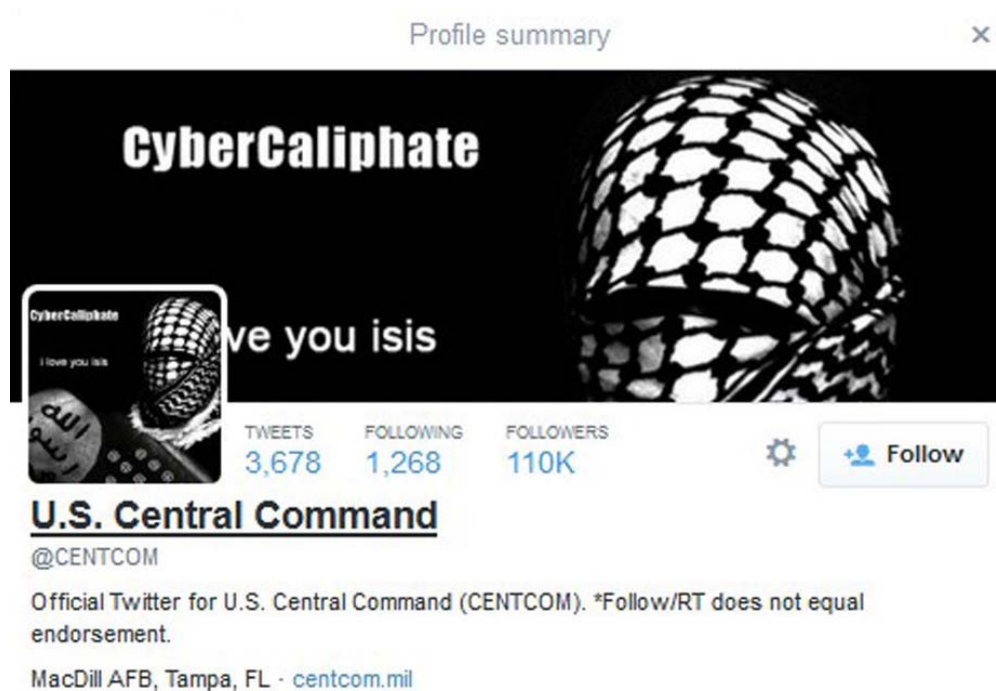 Profile summary
×
CyberCaliphate
ve you isis
CyberCaliphate
i love you isis
الله
رسول
TWEETS
FOLLOWING
FOLLOWERS
3,678
1,268
110K
Follow
U.S. Central Command
@CENTCOM
Official Twitter for U.S. Central Command (CENTCOM). *Follow/RT does not equal
endorsement.
MacDill AFB, Tampa, FL · centcom.mil